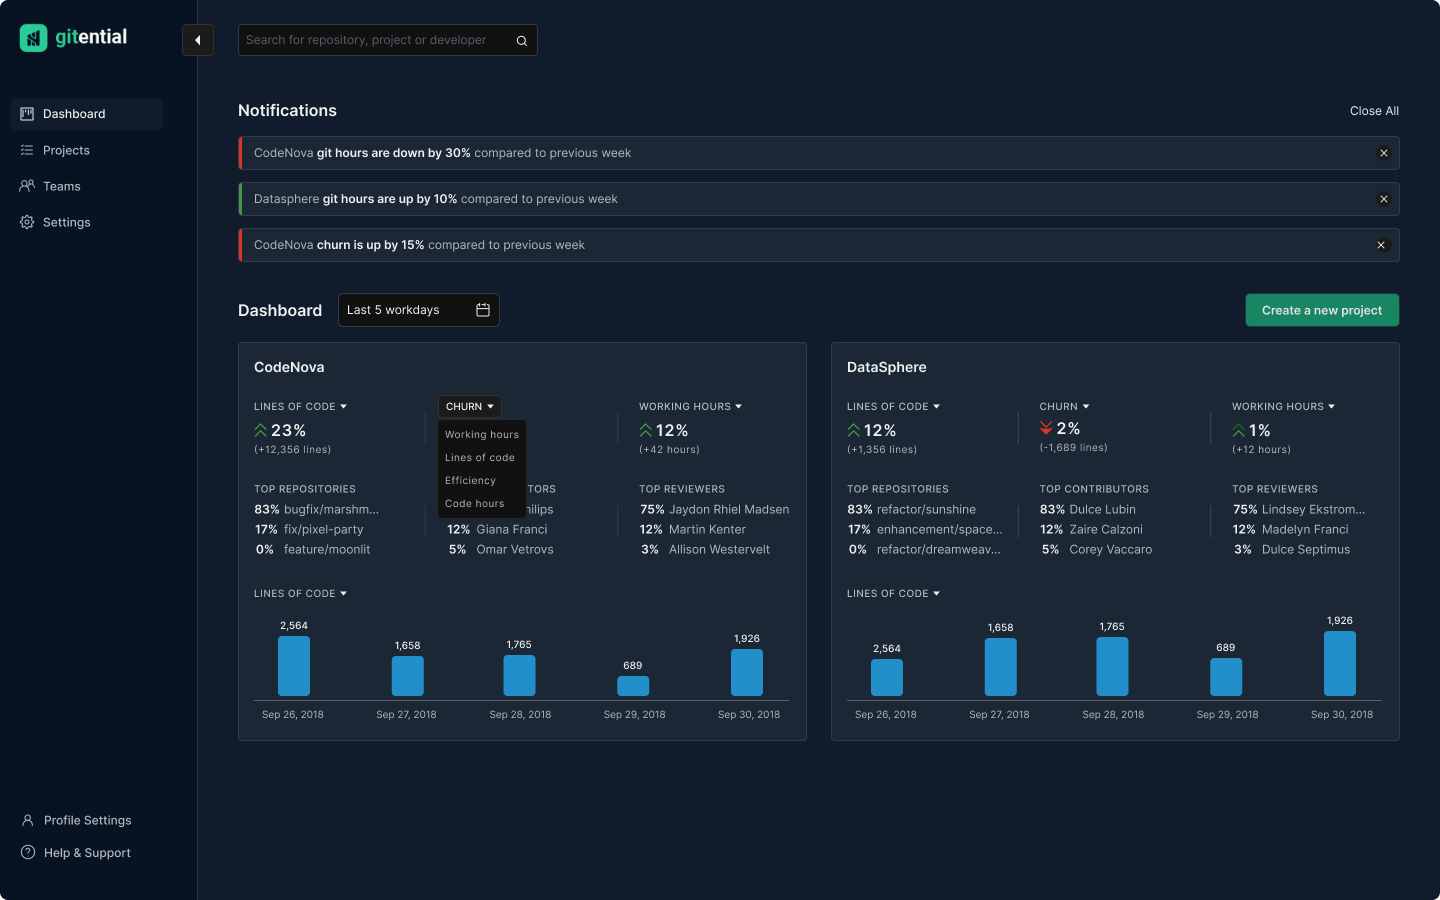 gitential
Search for repository, project or developer
Dashboard
Projects
Teams
Settings
Profile Settings
Help & Support
Notifications
Close All
CodeNova git hours are down by 30% compared to previous week
Datasphere git hours are up by 10% compared to previous week
CodeNova churn is up by 15% compared to previous week
Dashboard
Last 5 workdays
Create a new project
CodeNova
LINES OF CODE
23%
(+12,356 lines)
CHURN
Working hours
Lines of code
Efficiency
Code hours
WORKING HOURS
12%
(+42 hours)
TOP REPOSITORIES
83% bugfix/marshm...
17% fix/pixel-party
0% feature/moonlit
12% Giana Franci
5% Omar Vetrovs
TOP REVIEWERS
75% Jaydon Rhiel Madsen
12% Martin Kenter
3% Allison Westervelt
LINES OF CODE
2,564
1,658
1,765
689
1,926
Sep 26, 2018
Sep 27, 2018
Sep 28, 2018
Sep 29, 2018
Sep 30, 2018
DataSphere
LINES OF CODE
12%
(+1,356 lines)
CHURN
2%
(-1,689 lines)
WORKING HOURS
1%
(+12 hours)
TOP REPOSITORIES
83% refactor/sunshine
17% enhancement/space...
0% refactor/dreamweav...
TOP CONTRIBUTORS
83% Dulce Lubin
12% Zaire Calzoni
5% Corey Vaccaro
TOP REVIEWERS
75% Lindsey Ekstrom...
12% Madelyn Franci
3% Dulce Septimus
LINES OF CODE
2,564
1,658
1,765
689
1,926
Sep 26, 2018
Sep 27, 2018
Sep 28, 2018
Sep 29, 2018
Sep 30, 2018